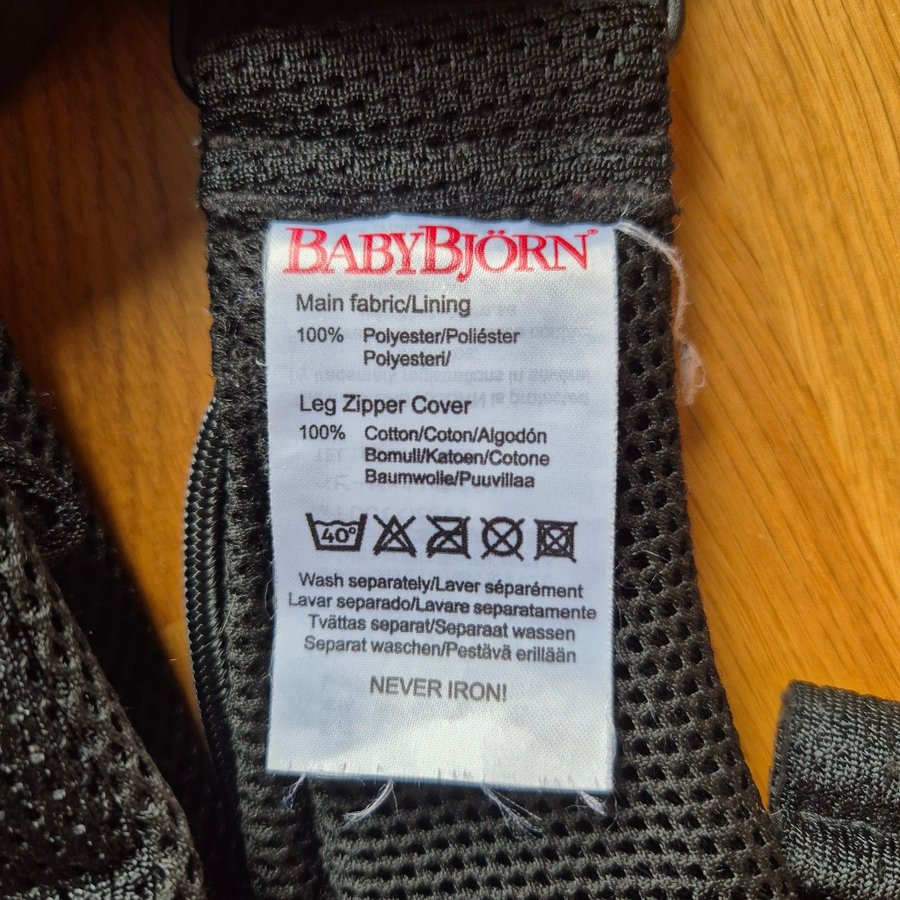 BABYBJÖRN®
Main fabric/Lining
100% Polyester/Poliéster
Polyesteri/
Leg Zipper Cover
100% Cotton/Coton/Algodón
Bomull/Katoen/Cotone
Baumwolle/Puuvillaa
40°
Wash separately/Laver séparément
Lavar separado/Lavare separatamente
Tvättas separat/Separaat wassen
Separat waschen/Pestävä erillään
NEVER IRON!